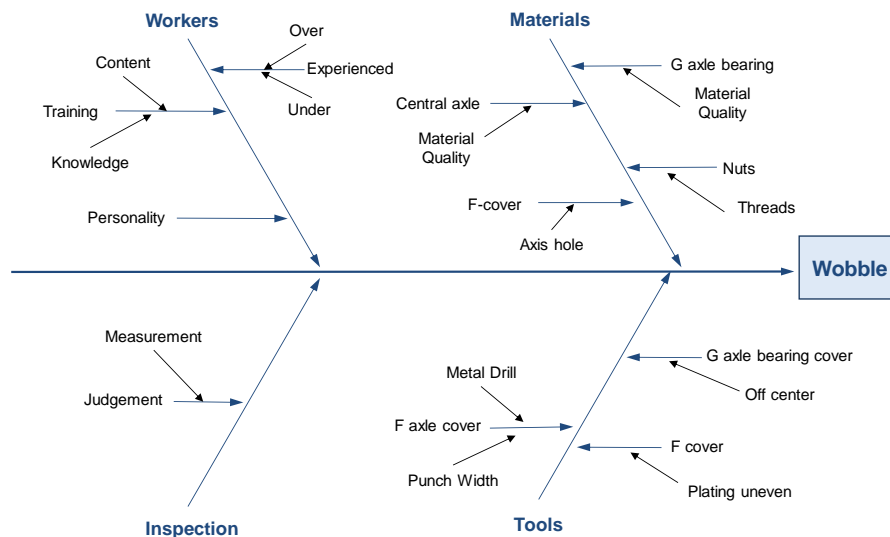 Workers
Over
Content
Experienced
Training
Under
Knowledge
Personality
Materials
G axle bearing
Material
Quality
Central axle
Material
Quality
Nuts
F-cover
Threads
Axis hole
Wobble
Measurement
Judgement
Inspection
G axle bearing cover
Metal Drill
Off center
F axle cover
F cover
Punch Width
Plating uneven
Tools